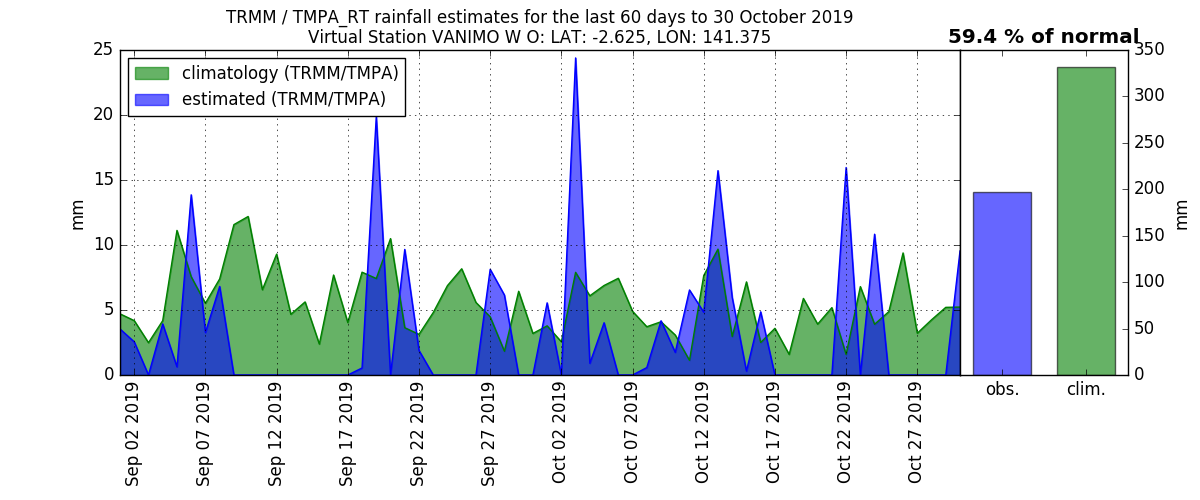 TRMM / TMPA_RT rainfall estimates for the last 60 days to 30 October 2019
Virtual Station VANIMO W O: LAT: -2.625, LON: 141.375
59.4 % of normal
climatology (TRMM/TMPA)
estimated (TRMM/TMPA)
25
20
15
10
5
0
mm
Sep 02 2019
Sep 07 2019
Sep 12 2019
Sep 17 2019
Sep 22 2019
Sep 27 2019
Oct 02 2019
Oct 07 2019
Oct 12 2019
Oct 17 2019
Oct 22 2019
Oct 27 2019
350
300
250
200
150
100
50
0
mm
obs.
clim.